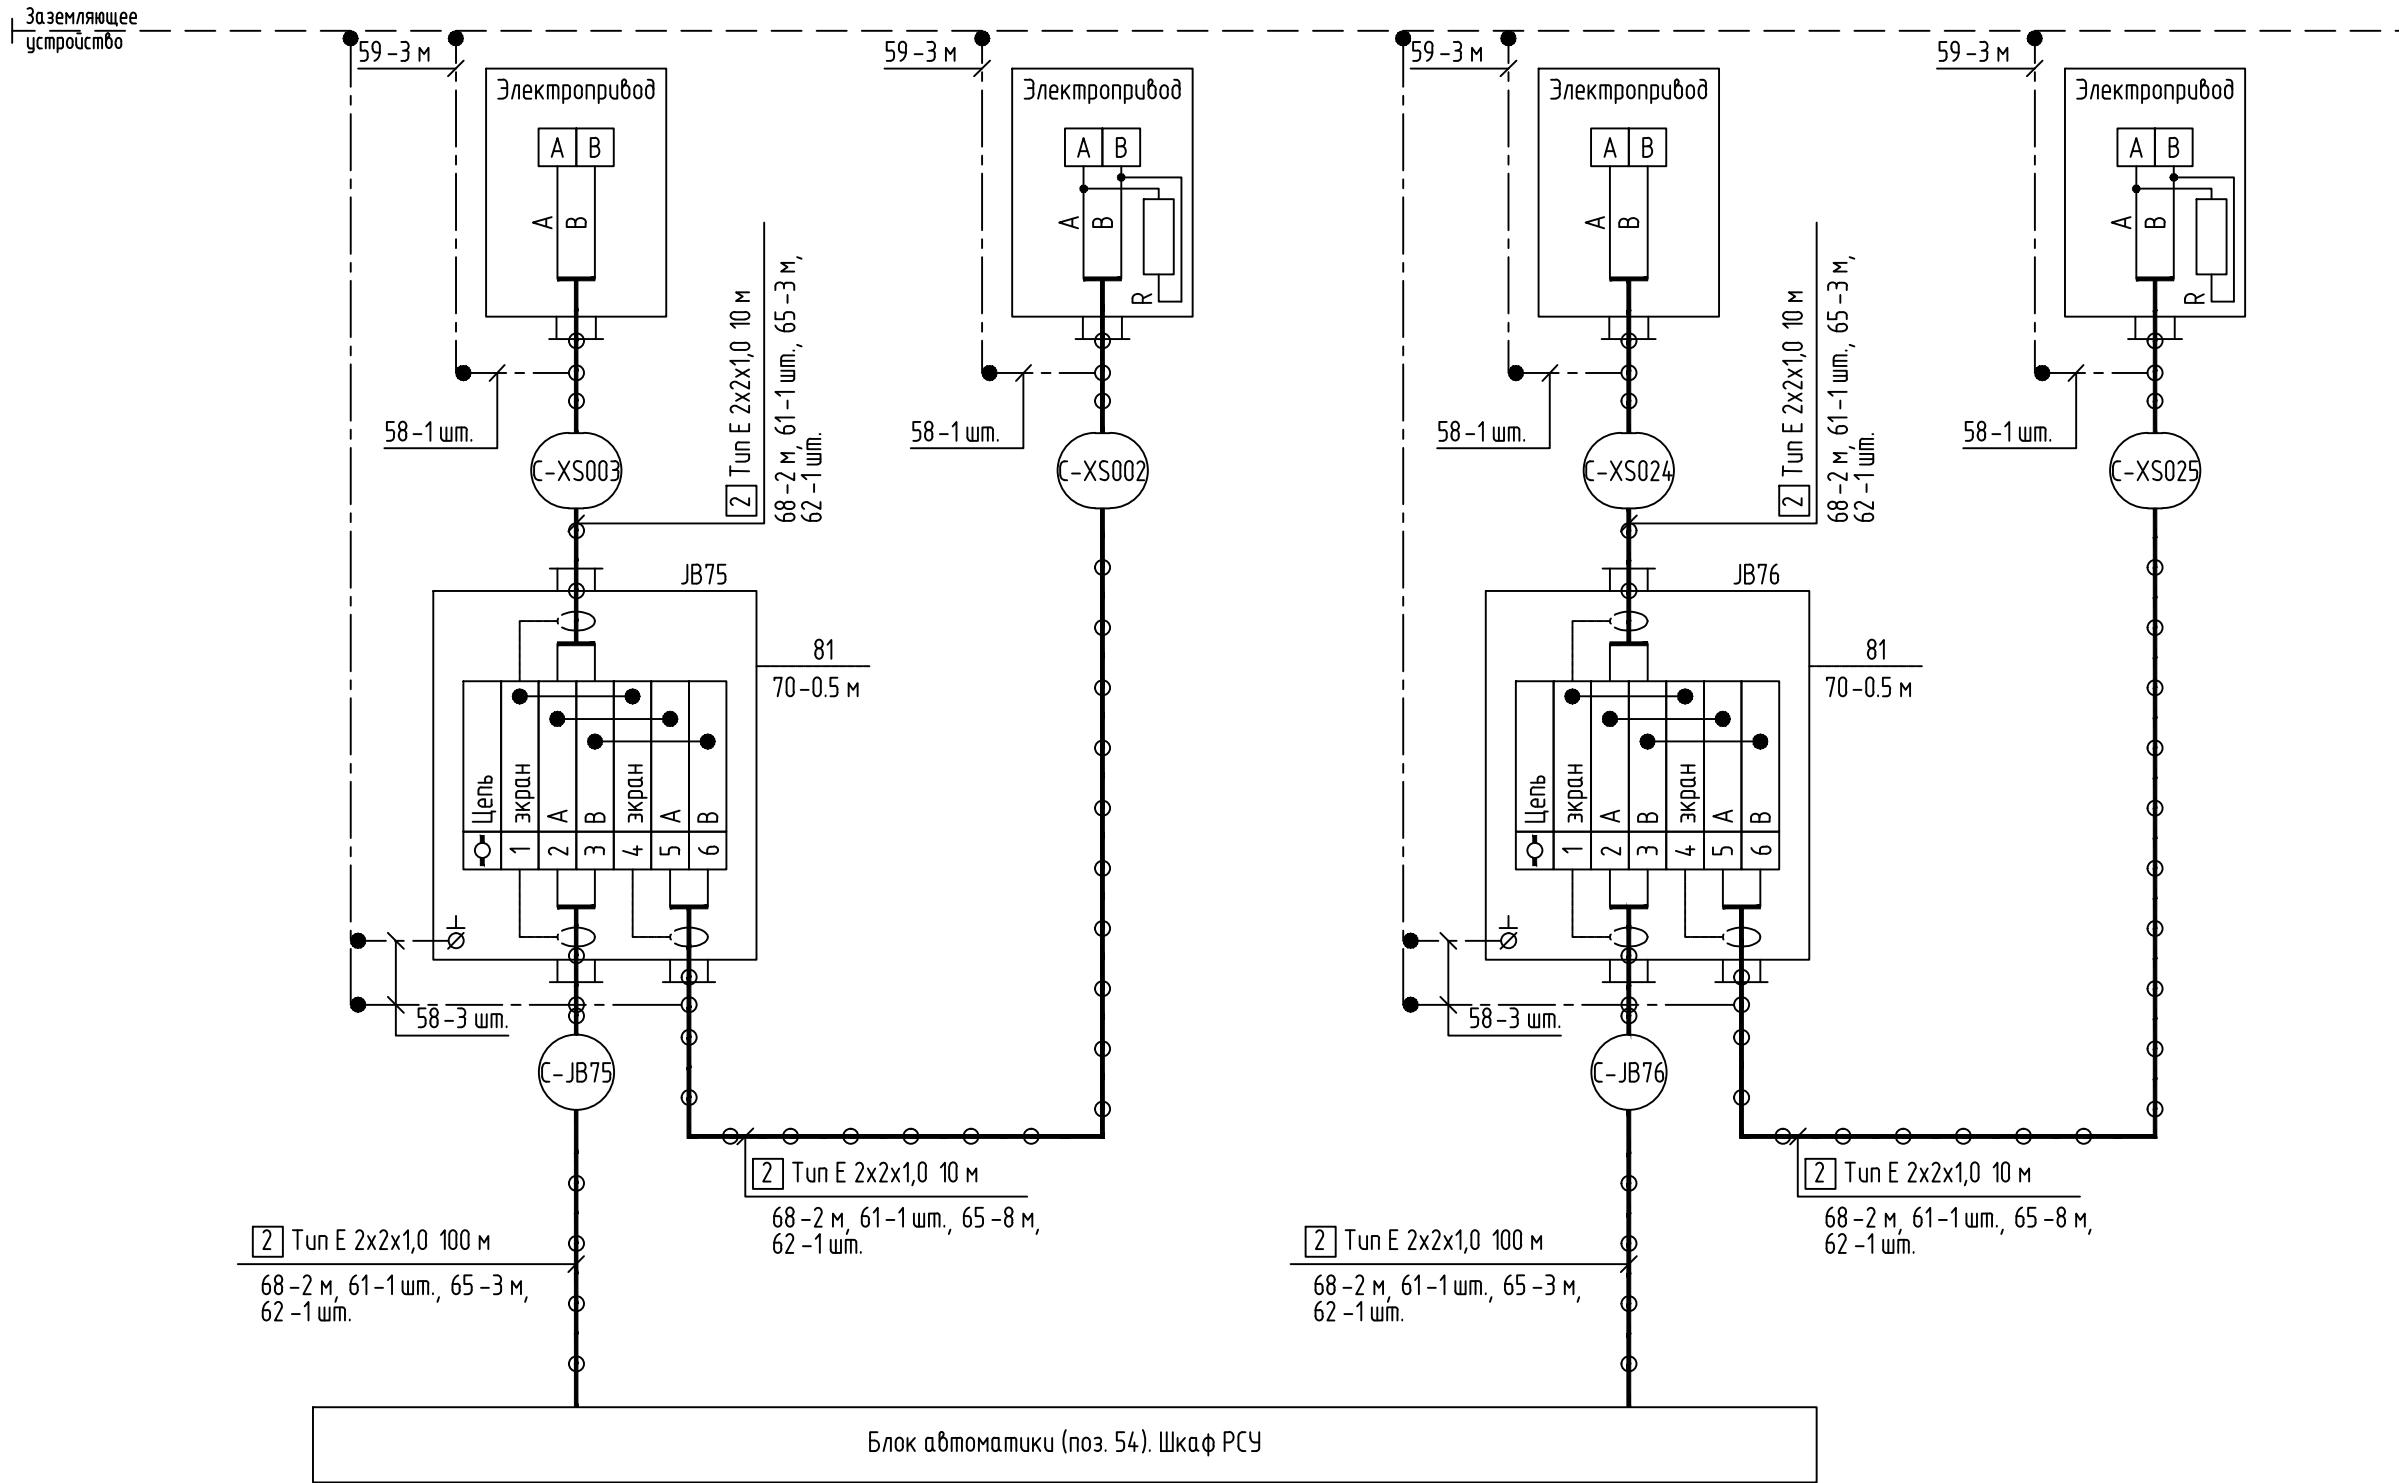 Заземляющее
устройство
59-3 м
59-3 м
59-3 м
59-3 м
Электропривод
Электропривод
Электропривод
Электропривод
A B
A B
A B
A B
A
B
A
B
R
A
B
A
B
R
2 Тип Е 2х2х1,0 10 м
68-2 м, 61-1 шт., 65-3 м,
62-1 шт.
2 Тип Е 2х2х1,0 10 м
68-2 м, 61-1 шт., 65-3 м,
62-1 шт.
58-1 шт.
58-1 шт.
58-1 шт.
58-1 шт.
C-XS003
C-XS002
C-XS024
C-XS025
JB75
JB76
81
70-0.5 м
81
70-0.5 м
Цепь
экран
A
B
экран
A
B
1
2
3
4
5
6
Цепь
экран
A
B
экран
A
B
1
2
3
4
5
6
58-3 шт.
58-3 шт.
C-JB75
C-JB76
2 Тип Е 2х2х1,0 10 м
68-2 м, 61-1 шт., 65-8 м,
62-1 шт.
2 Тип Е 2х2х1,0 10 м
68-2 м, 61-1 шт., 65-8 м,
62-1 шт.
2 Тип Е 2х2х1,0 100 м
68-2 м, 61-1 шт., 65-3 м,
62-1 шт.
2 Тип Е 2х2х1,0 100 м
68-2 м, 61-1 шт., 65-3 м,
62-1 шт.
Блок автоматики (поз. 54). Шкаф РСУ